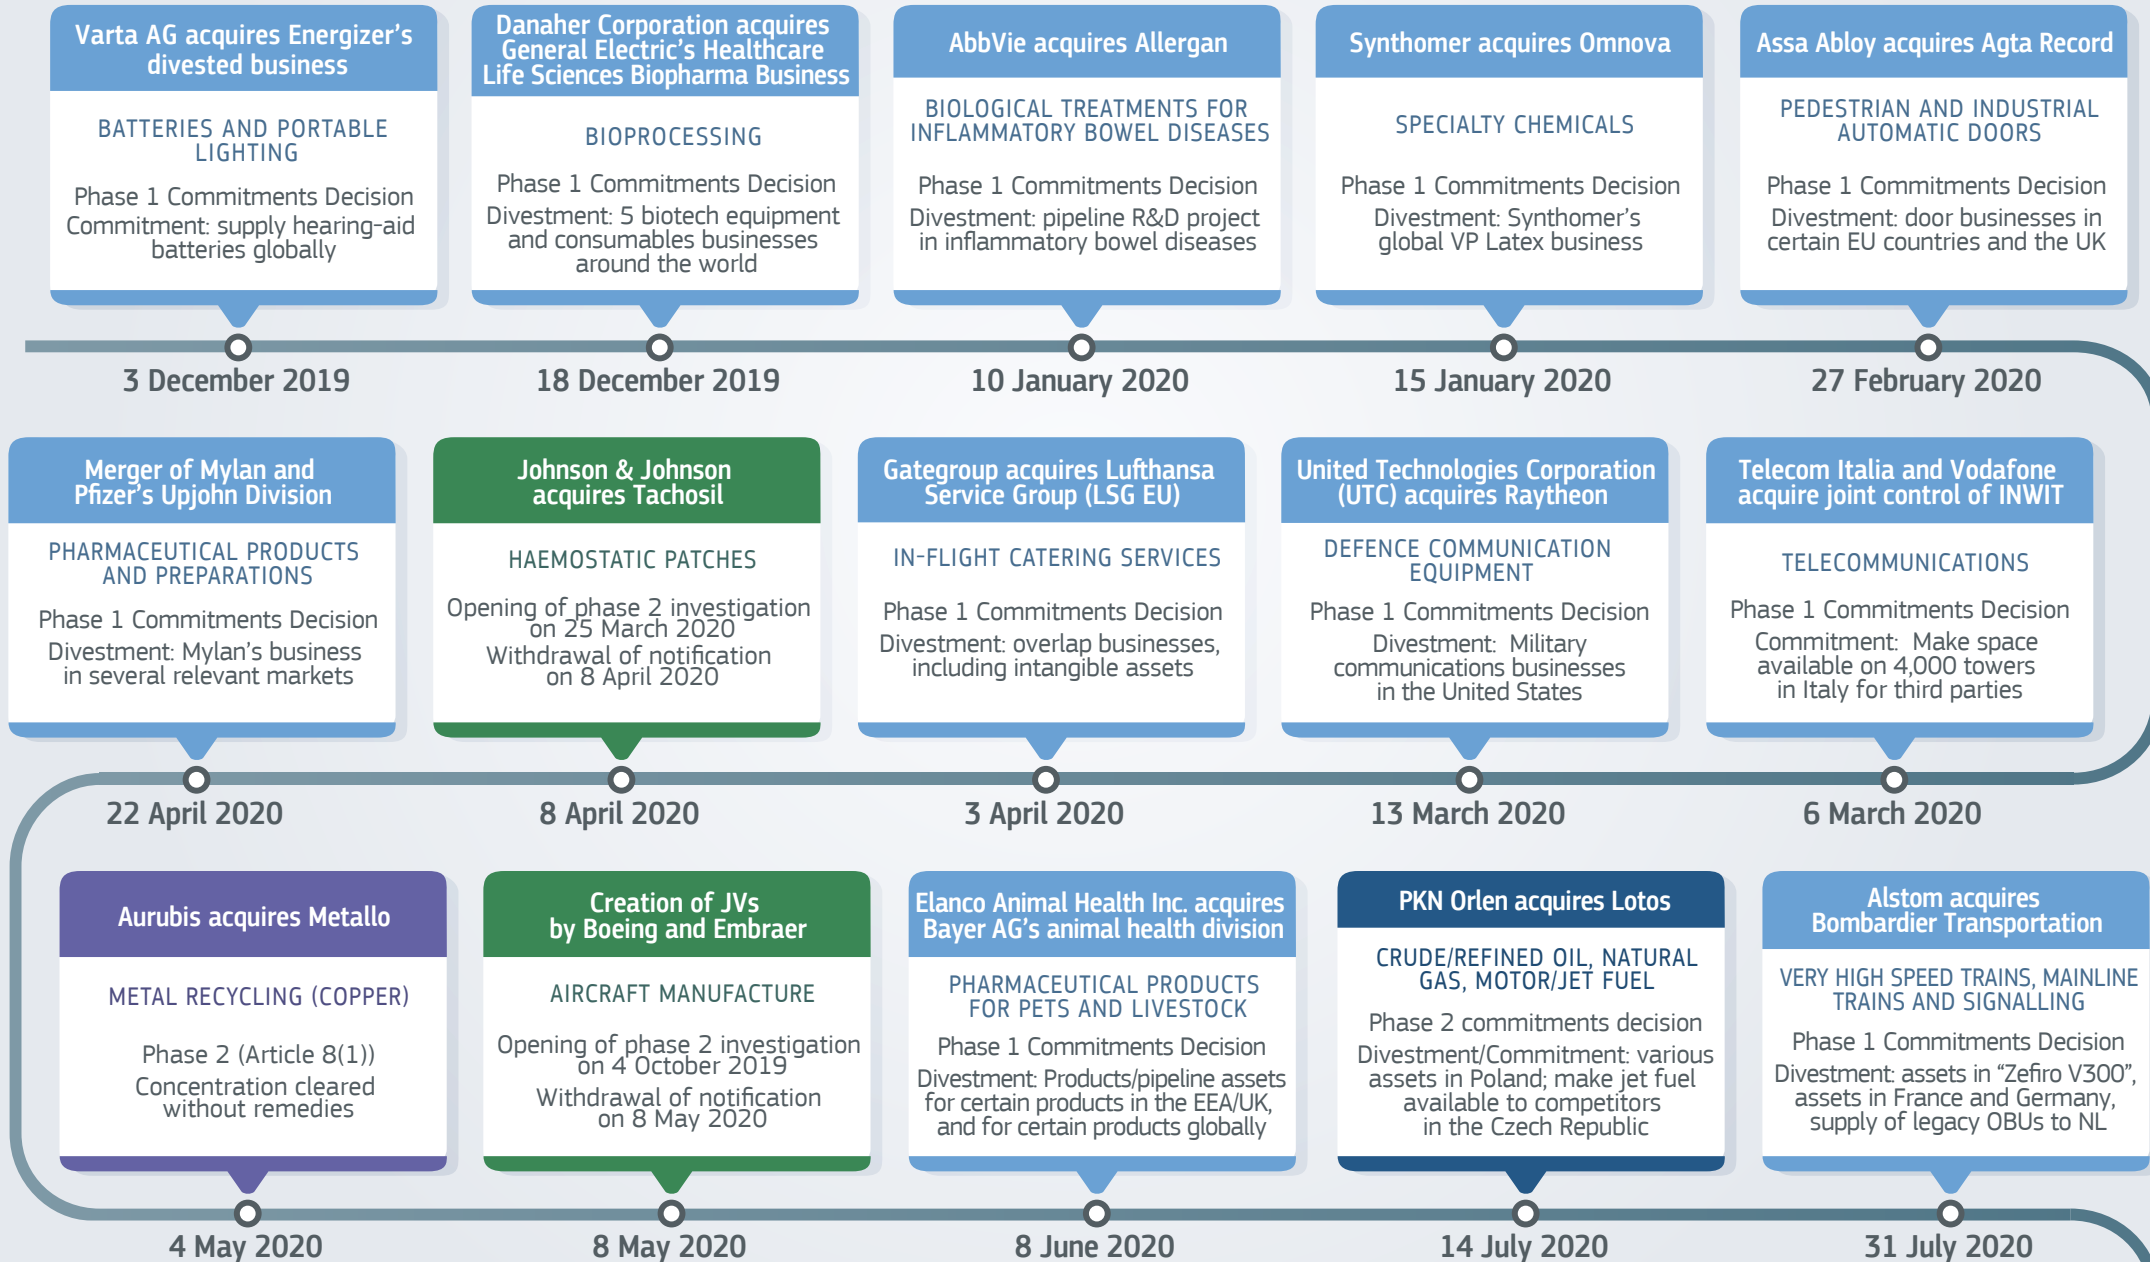 Varta AG acquires Energizer's
divested business
BATTERIES AND PORTABLE
LIGHTING
Phase 1 Commitments Decision
Commitment: supply hearing-aid
batteries globally
3 December 2019
Danaher Corporation acquires
General Electric's Healthcare
Life Sciences Biopharma Business
BIOPROCESSING
Phase 1 Commitments Decision
Divestment: 5 biotech equipment
and consumables businesses
around the world
18 December 2019
AbbVie acquires Allergan
BIOLOGICAL TREATMENTS FOR
INFLAMMATORY BOWEL DISEASES
Phase 1 Commitments Decision
Divestment: pipeline R&D project
in inflammatory bowel diseases
10 January 2020
Synthomer acquires Omnova
SPECIALTY CHEMICALS
Phase 1 Commitments Decision
Divestment: Synthomer's
global VP Latex business
15 January 2020
Assa Abloy acquires Agta Record
PEDESTRIAN AND INDUSTRIAL
AUTOMATIC DOORS
Phase 1 Commitments Decision
Divestment: door businesses in
certain EU countries and the UK
27 February 2020
Merger of Mylan and
Pfizer's Upjohn Division
PHARMACEUTICAL PRODUCTS
AND PREPARATIONS
Phase 1 Commitments Decision
Divestment: Mylan's business
in several relevant markets
22 April 2020
Johnson & Johnson
acquires Tachosil
HAEMOSTATIC PATCHES
Opening of phase 2 investigation
on 25 March 2020
Withdrawal of notification
on 8 April 2020
8 April 2020
Gategroup acquires Lufthansa
Service Group (LSG EU)
IN-FLIGHT CATERING SERVICES
Phase 1 Commitments Decision
Divestment: overlap businesses,
including intangible assets
3 April 2020
United Technologies Corporation
(UTC) acquires Raytheon
DEFENCE COMMUNICATION
EQUIPMENT
Phase 1 Commitments Decision
Divestment: Military
communications businesses
in the United States
13 March 2020
Telecom Italia and Vodafone
acquire joint control of INWIT
TELECOMMUNICATIONS
Phase 1 Commitments Decision
Commitment: Make space
available on 4,000 towers
in Italy for third parties
6 March 2020
Aurubis acquires Metallo
METAL RECYCLING (COPPER)
Phase 2 (Article 8(1))
Concentration cleared
without remedies
4 May 2020
Creation of JVs
by Boeing and Embraer
AIRCRAFT MANUFACTURE
Opening of phase 2 investigation
on 4 October 2019
Withdrawal of notification
on 8 May 2020
8 May 2020
Elanco Animal Health Inc. acquires
Bayer AG's animal health division
PHARMACEUTICAL PRODUCTS
FOR PETS AND LIVESTOCK
Phase 1 Commitments Decision
Divestment: Products/pipeline assets
for certain products in the EEA/UK,
and for certain products globally
8 June 2020
PKN Orlen acquires Lotos
CRUDE/REFINED OIL, NATURAL
GAS, MOTOR/JET FUEL
Phase 2 commitments decision
Divestment/Commitment: various
assets in Poland; make jet fuel
available to competitors
in the Czech Republic
14 July 2020
Alstom acquires
Bombardier Transportation
VERY HIGH SPEED TRAINS, MAINLINE
TRAINS AND SIGNALLING
Phase 1 Commitments Decision
Divestment: assets in “Zefiro V300”,
assets in France and Germany,
supply of legacy OBUs to NL
31 July 2020